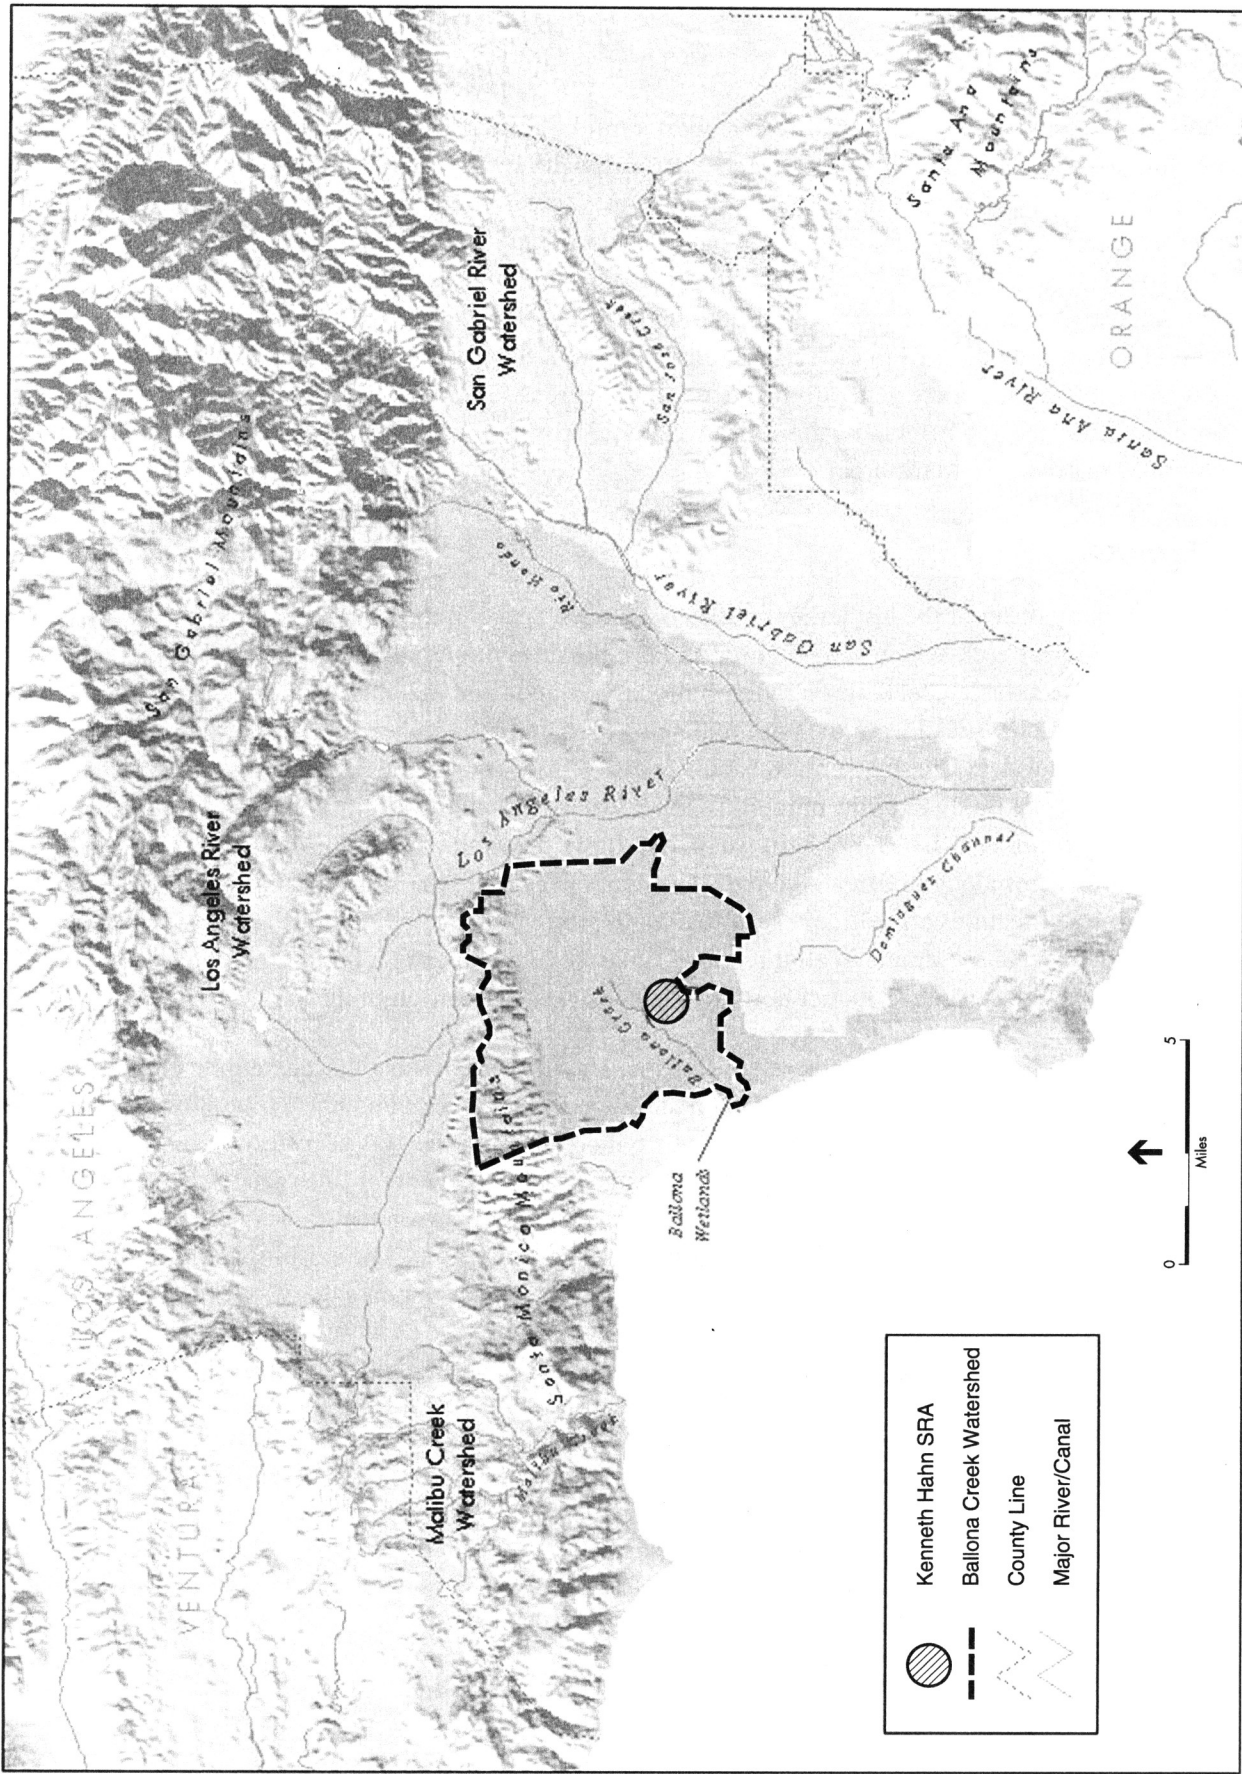 LOS ANGELES
VENTURA
San Gabriel Mountains
Los Angeles River
Watershed
San Gabriel River
Watershed
Malibu Creek
Watershed
Malibu Creek
Santa Monica Mountains
Los Angeles River
Rio Hondo
San Jose Creek
San Gabriel River
Santa Ana
Mountains
Santa Ana River
ORANGE
Ballona Creek
Dominguez Channel
Ballona
Wetlands
Kenneth Hahn SRA
Ballona Creek Watershed
County Line
Major River/Canal
0
5
Miles